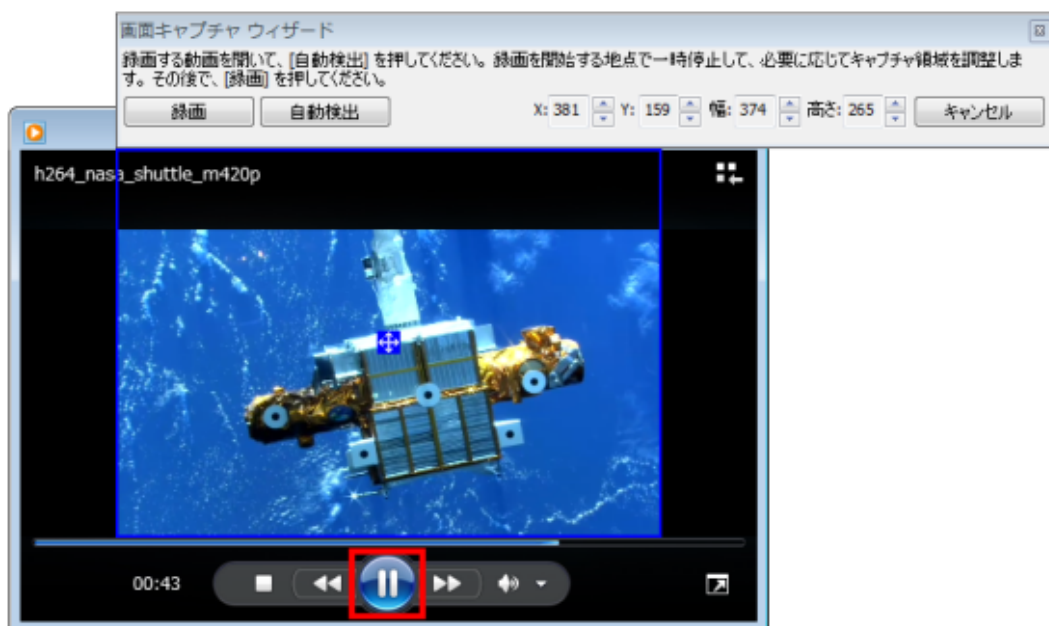 画面キャプチャ ウィザード
録画する動画を開いて、[自動検出] を押してください。録画を開始する地点で一時停止して、必要に応じてキャプチャ領域を調整しま
す。その後で、[録画] を押してください。
録画 自動検出 X: 381 Y: 159 幅: 374 高さ: 265 キャンセル
h264_nasa_shuttle_m420p
00:43